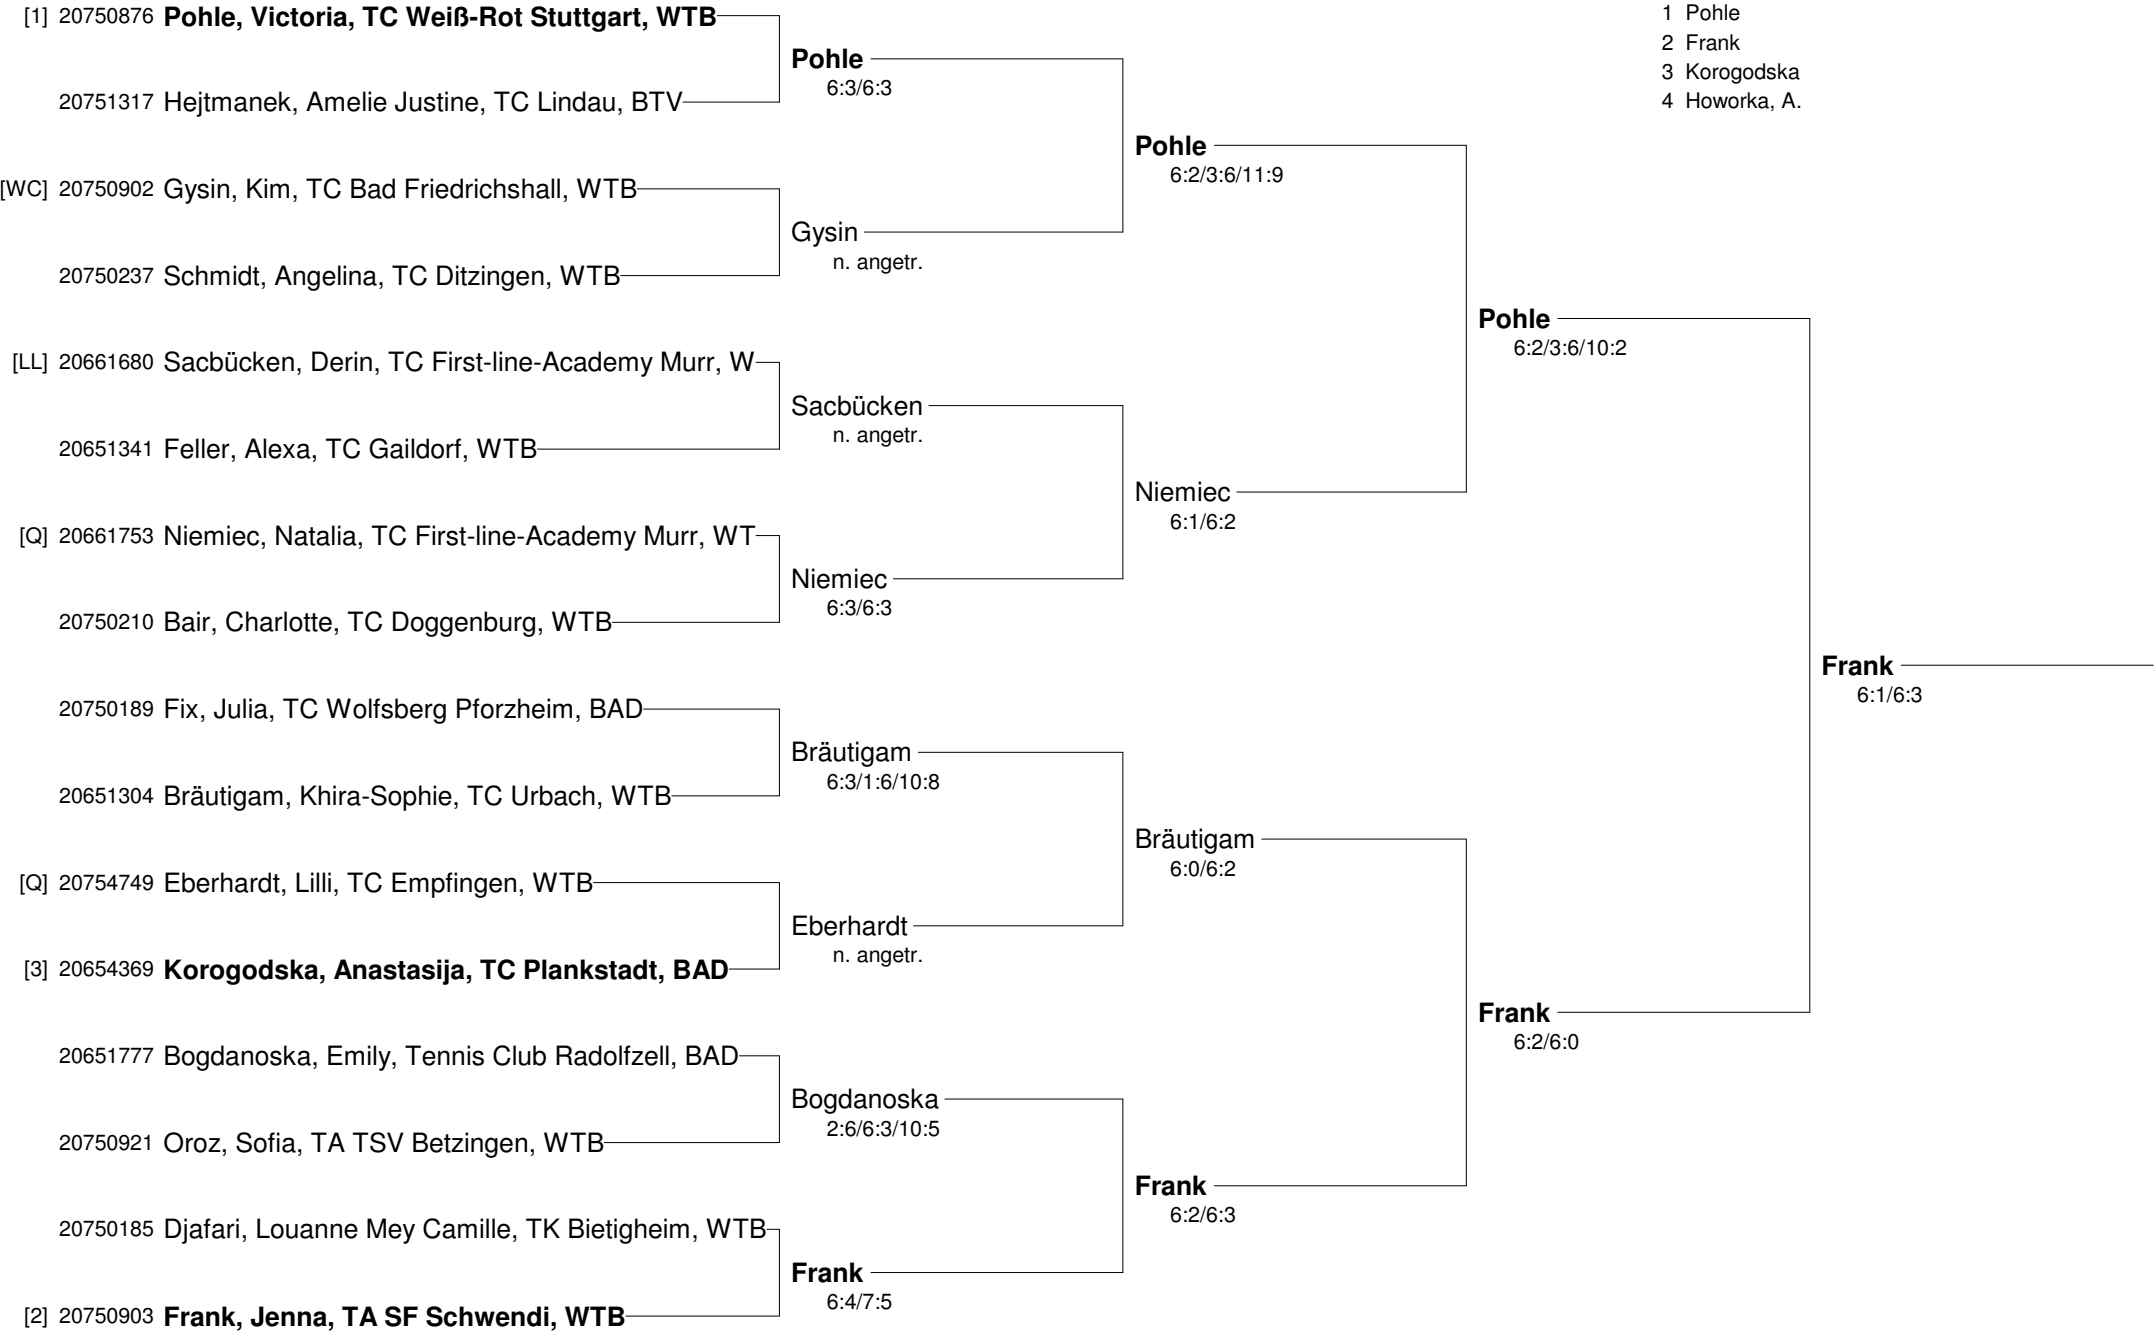 [1] 20750876 Pohle, Victoria, TC Weiß-Rot Stuttgart, WTB
20751317 Hejtmanek, Amelie Justine, TC Lindau, BTV
[WC] 20750902 Gysin, Kim, TC Bad Friedrichshall, WTB
20750237 Schmidt, Angelina, TC Ditzingen, WTB
[LL] 20661680 Sacbücken, Derin, TC First-line-Academy Murr, W
20651341 Feller, Alexa, TC Gaildorf, WTB
[Q] 20661753 Niemiec, Natalia, TC First-line-Academy Murr, WT
20750210 Bair, Charlotte, TC Doggenburg, WTB
20750189 Fix, Julia, TC Wolfsberg Pforzheim, BAD
20651304 Bräutigam, Khira-Sophie, TC Urbach, WTB
[Q] 20754749 Eberhardt, Lilli, TC Empfingen, WTB
[3] 20654369 Korogodska, Anastasija, TC Plankstadt, BAD
20651777 Bogdanoska, Emily, Tennis Club Radolfzell, BAD
20750921 Oroz, Sofia, TA TSV Betzingen, WTB
20750185 Djafari, Louanne Mey Camille, TK Bietigheim, WTB
[2] 20750903 Frank, Jenna, TA SF Schwendi, WTB
Pohle
6:3/6:3
Gysin
n. angetr.
Sacbücken
n. angetr.
Niemiec
6:3/6:3
Bräutigam
6:3/1:6/10:8
Eberhardt
n. angetr.
Bogdanoska
2:6/6:3/10:5
Frank
6:4/7:5
Pohle
6:2/3:6/11:9
Niemiec
6:1/6:2
Bräutigam
6:0/6:2
Frank
6:2/6:3
Pohle
6:2/3:6/10:2
Frank
6:2/6:0
Frank
6:1/6:3
1 Pohle
2 Frank
3 Korogodska
4 Howorka, A.